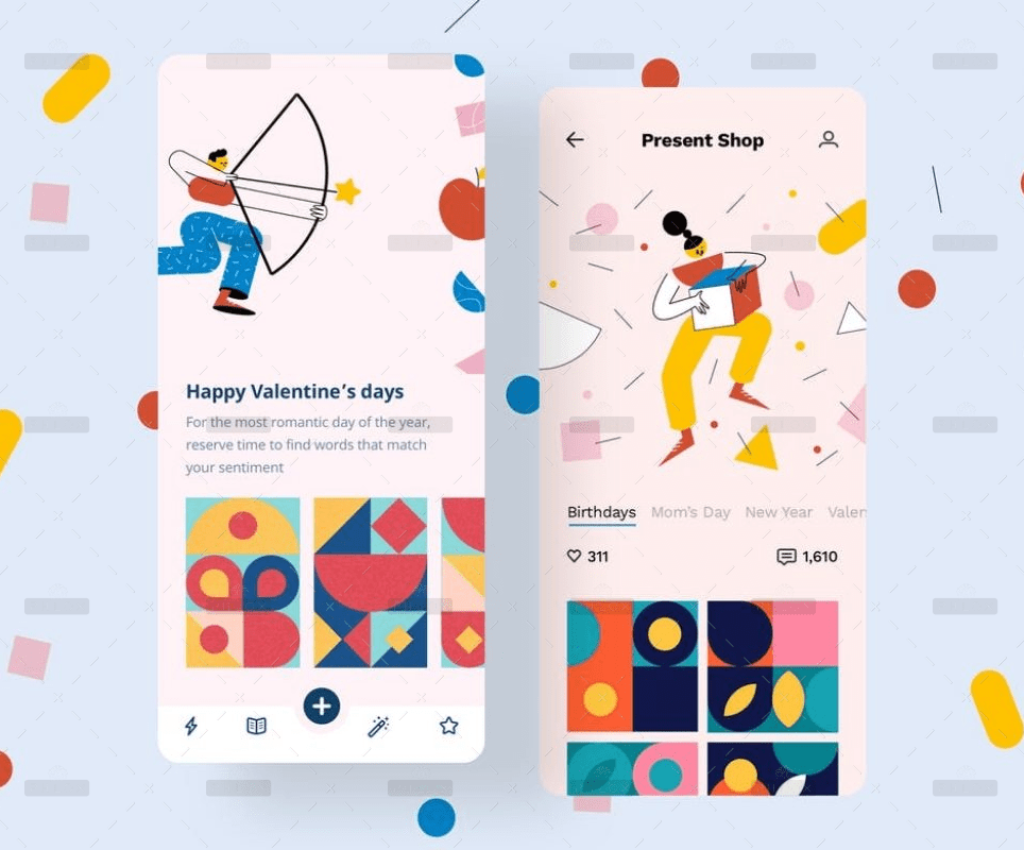 Happy Valentine's days
For the most romantic day of the year,
reserve time to find words that match
your sentiment
Present Shop
Birthdays Mom's Day New Year Valen
311 1,610